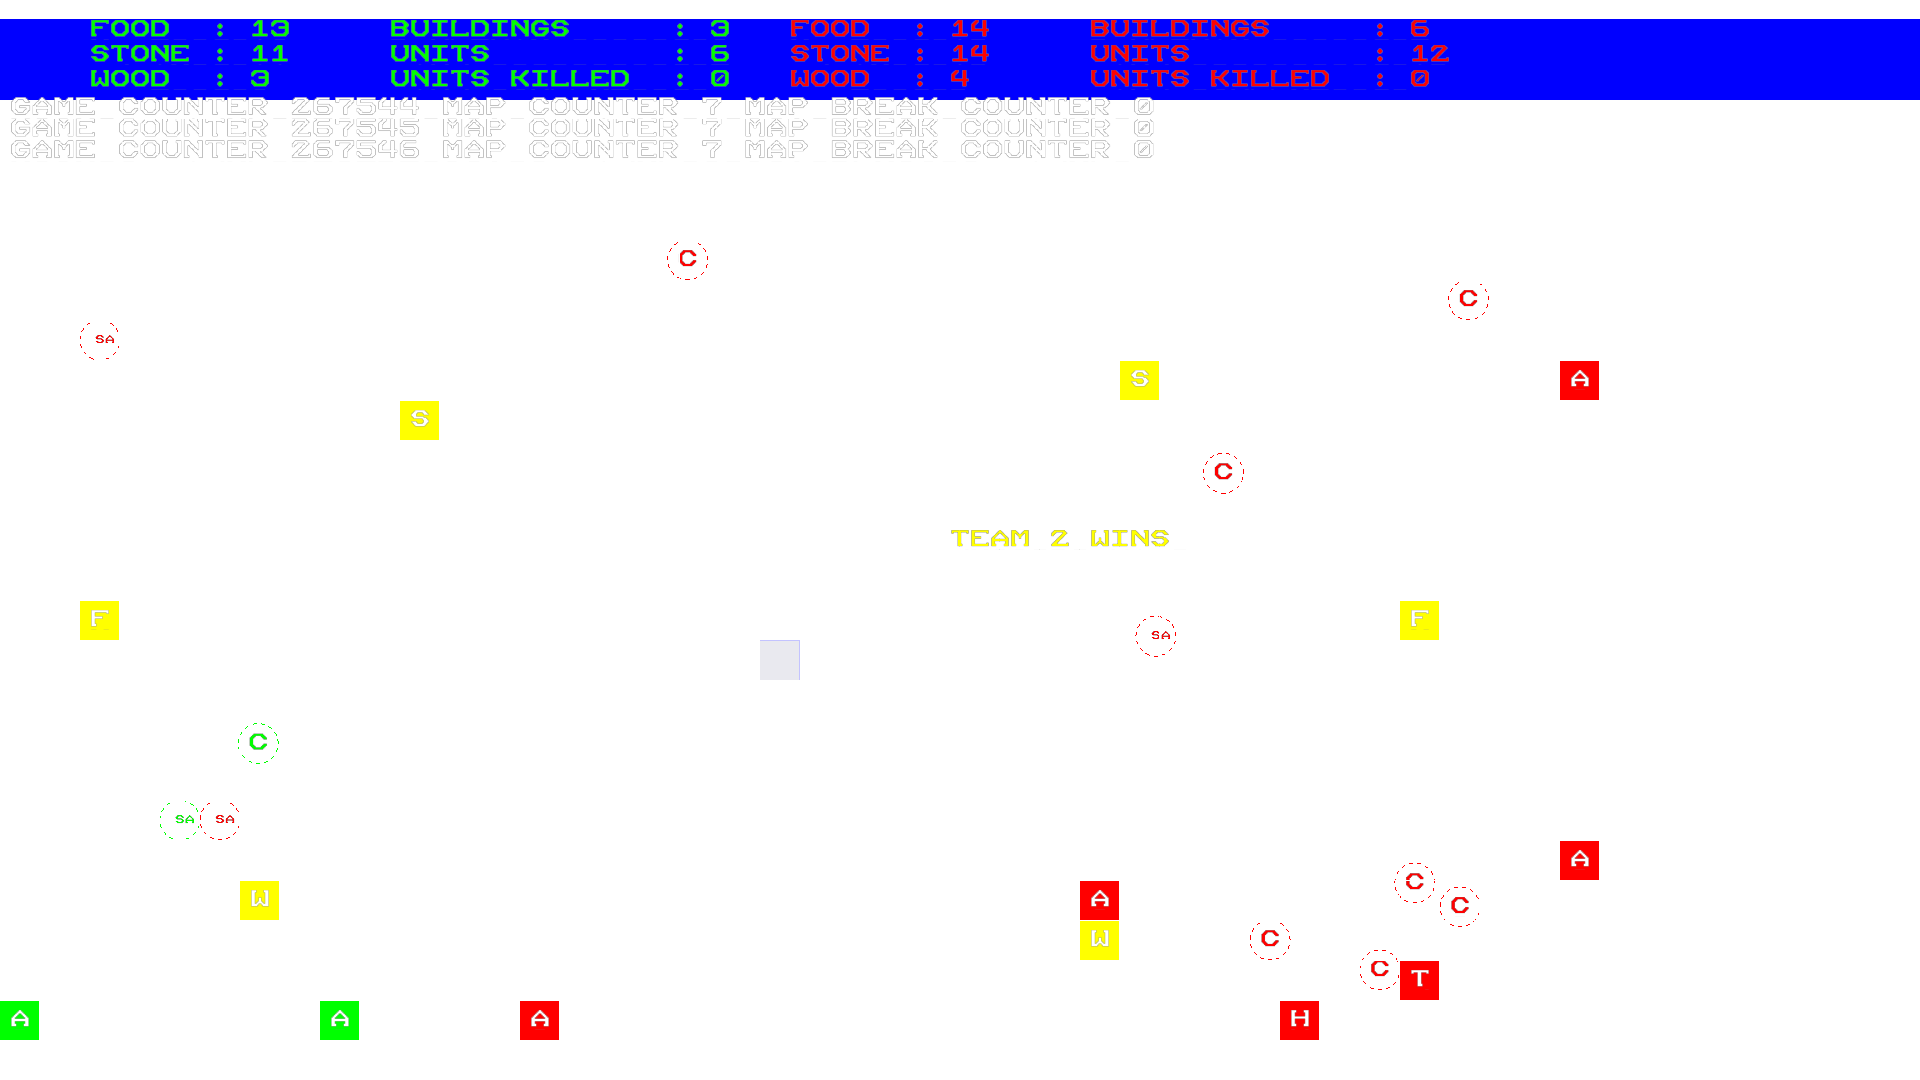 FOOD : 13 BUILDINGS : 3 FOOD : 14 BUILDINGS : 6
STONE : 11 UNITS : 6 STONE : 14 UNITS : 12
WOOD : 3 UNITS KILLED : 0 WOOD : 4 UNITS KILLED : 0
GAME COUNTER 267544 MAP COUNTER 7 MAP BREAK COUNTER 0
GAME COUNTER 267545 MAP COUNTER 7 MAP BREAK COUNTER 0
GAME COUNTER 267546 MAP COUNTER 7 MAP BREAK COUNTER 0
C
C
SA
S A
S
C
TEAM 2 WINS
F F
SA
C
SA SA
A
C
W A
C
W C
C T
A A A H